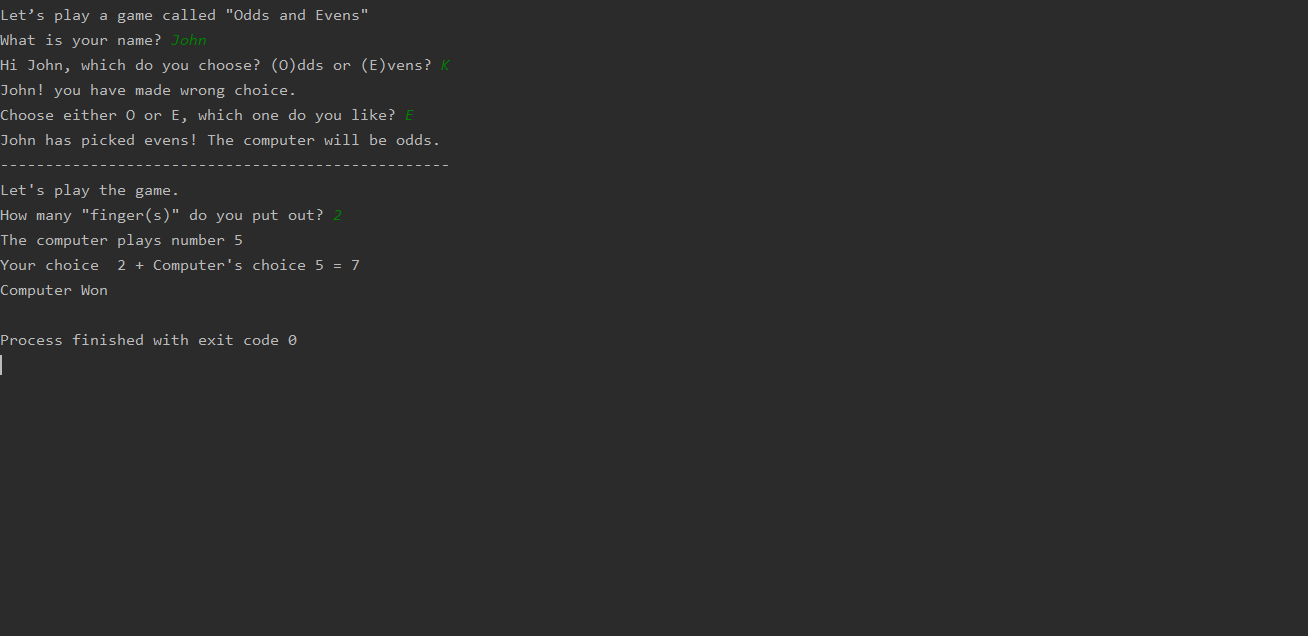 Let’s play a game called "Odds and Evens"
What is your name? John
Hi John, which do you choose? (O)dds or (E)vens? K
John! you have made wrong choice.
Choose either O or E, which one do you like? E
John has picked evens! The computer will be odds.
--------------------------------------------------
Let's play the game.
How many "finger(s)" do you put out? 2
The computer plays number 5
Your choice  2 + Computer's choice 5 = 7
Computer Won
Process finished with exit code 0